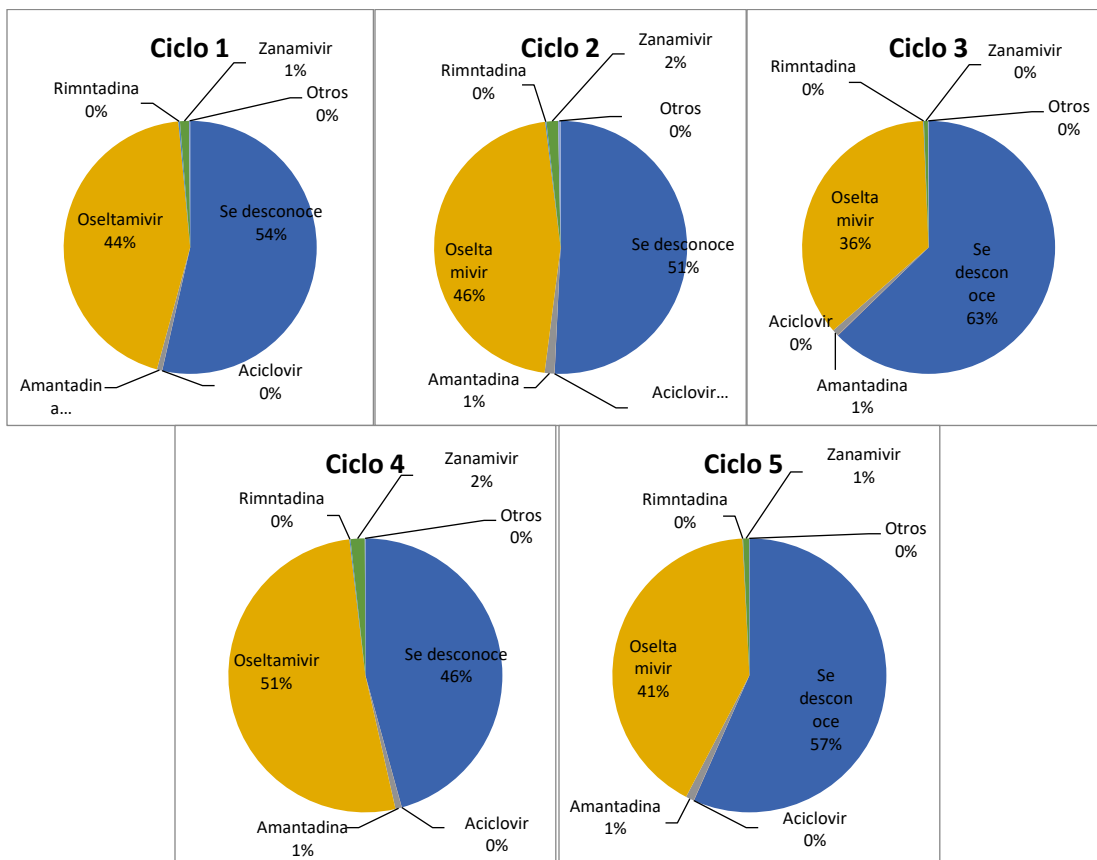 Ciclo 1
Zanamivir
1%
Rimntadina
0%
Otros
0%
Oseltamivir
44%
Se desconoce
54%
Amantadin
a...
Aciclovir
0%
Ciclo 2
Zanamivir
2%
Rimntadina
0%
Otros
0%
Oselta
mivir
46%
Se desconoce
51%
Amantadina
1%
Aciclovir...
Ciclo 3
Zanamivir
0%
Rimntadina
0%
Otros
0%
Oselta
mivir
36%
Se
descon
oce
63%
Aciclovir
0%
Amantadina
1%
Ciclo 4
Zanamivir
2%
Rimntadina
0%
Otros
0%
Oseltamivir
51%
Se desconoce
46%
Amantadina
1%
Aciclovir
0%
Ciclo 5
Zanamivir
1%
Rimntadina
0%
Otros
0%
Oselta
mivir
41%
Se
descon
oce
57%
Amantadina
1%
Aciclovir
0%